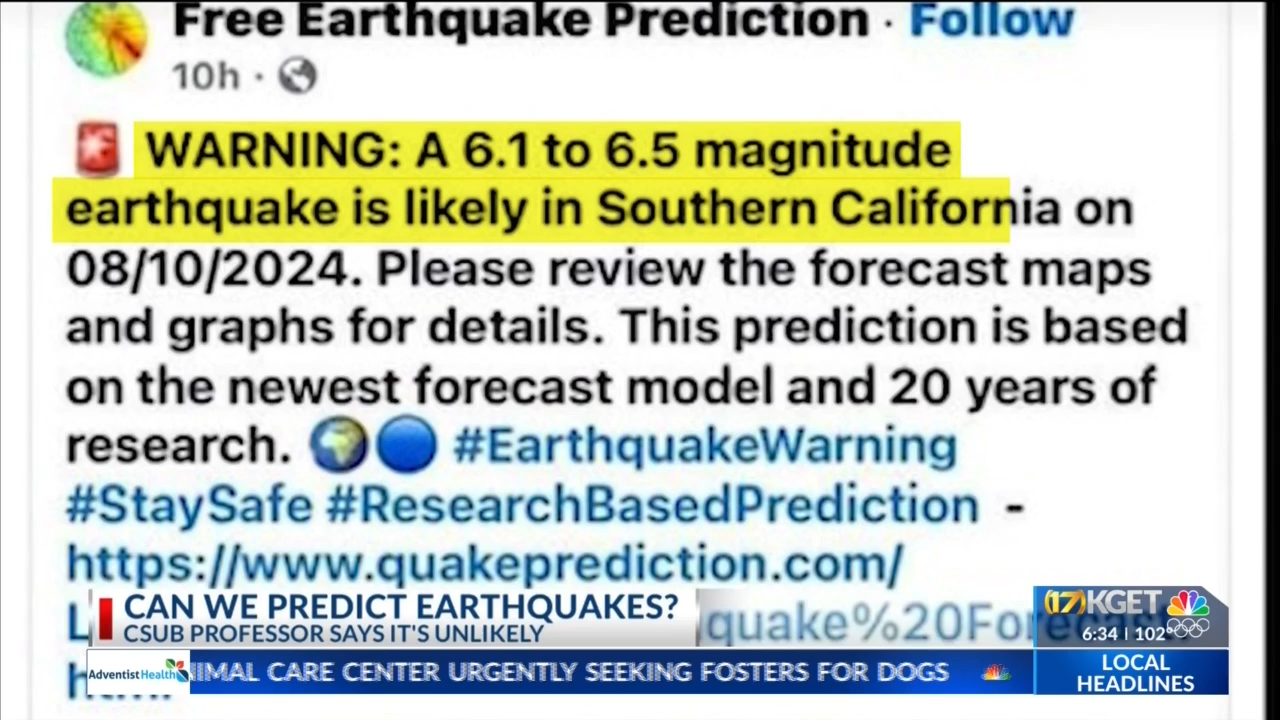 Free Earthquake Prediction · Follow
10h ·
WARNING: A 6.1 to 6.5 magnitude
earthquake is likely in Southern California on
08/10/2024. Please review the forecast maps
and graphs for details. This prediction is based
on the newest forecast model and 20 years of
research. #EarthquakeWarning
#StaySafe #ResearchBasedPrediction -
https://www.quakeprediction.com/
quake%20Forecast
CAN WE PREDICT EARTHQUAKES?
CSUB PROFESSOR SAYS IT'S UNLIKELY
17 KGET
6:34 | 102°
AdventistHealth
IMAL CARE CENTER URGENTLY SEEKING FOSTERS FOR DOGS
LOCAL
HEADLINES